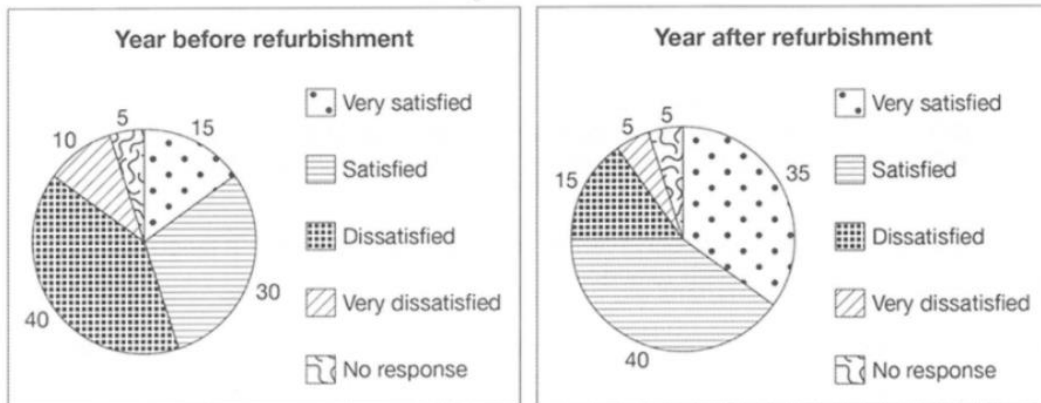 Year before refurbishment
5
15
10
30
40
Very satisfied
Satisfied
Dissatisfied
Very dissatisfied
No response
Year after refurbishment
5
5
35
15
40
Very satisfied
Satisfied
Dissatisfied
Very dissatisfied
No response